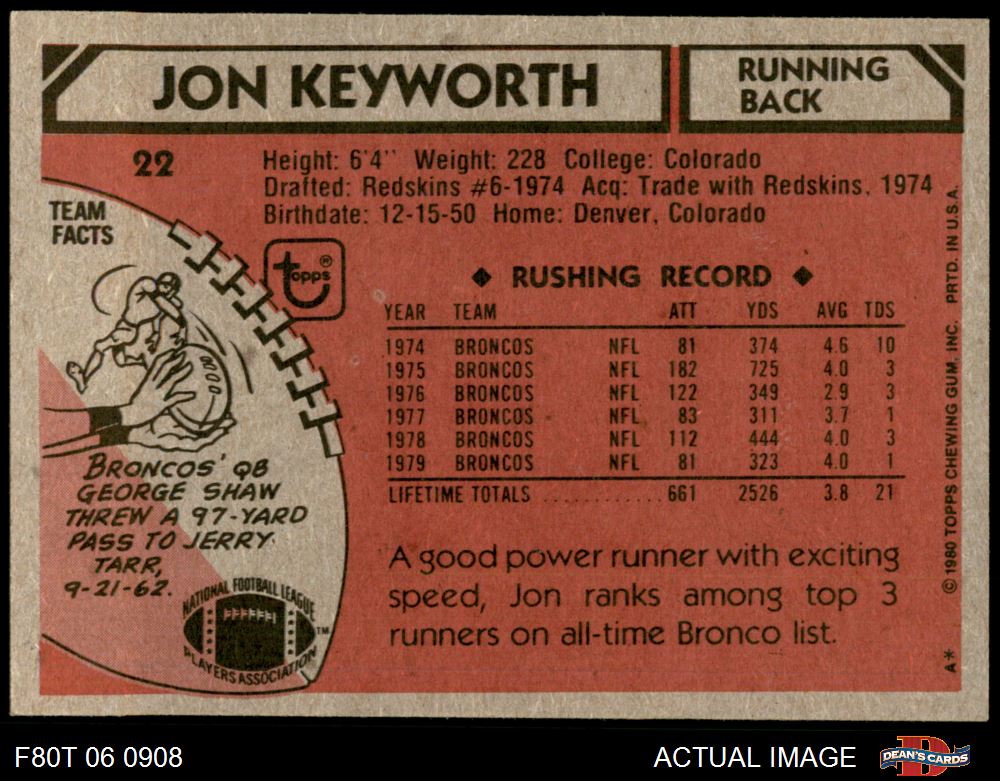 JON KEYWORTH
RUNNING
BACK
22
Height: 6'4" Weight: 228 College: Colorado
Drafted: Redskins #6-1974 Acq: Trade with Redskins, 1974
Birthdate: 12-15-50 Home: Denver, Colorado
TEAM
FACTS
topps®
◆ RUSHING RECORD ◆
YEAR TEAM ATT YDS AVG TDS
1974 BRONCOS NFL 81 374 4.6 10
1975 BRONCOS NFL 182 725 4.0 3
1976 BRONCOS NFL 122 349 2.9 3
1977 BRONCOS NFL 83 311 3.7 1
1978 BRONCOS NFL 112 444 4.0 3
1979 BRONCOS NFL 81 323 4.0 1
LIFETIME TOTALS ............ 661 2526 3.8 21
BRONCOS' QB
GEORGE SHAW
THREW A 97-YARD
PASS TO JERRY
TARR,
9-21-62.
NATIONAL FOOTBALL LEAGUE
PLAYERS ASSOCIATION
TM
A good power runner with exciting
speed, Jon ranks among top 3
runners on all-time Bronco list.
A* © 1980 TOPPS CHEWING GUM, INC. PRTD. IN U.S.A.
F80T 06 0908
ACTUAL IMAGE
D
DEAN'S CARDS